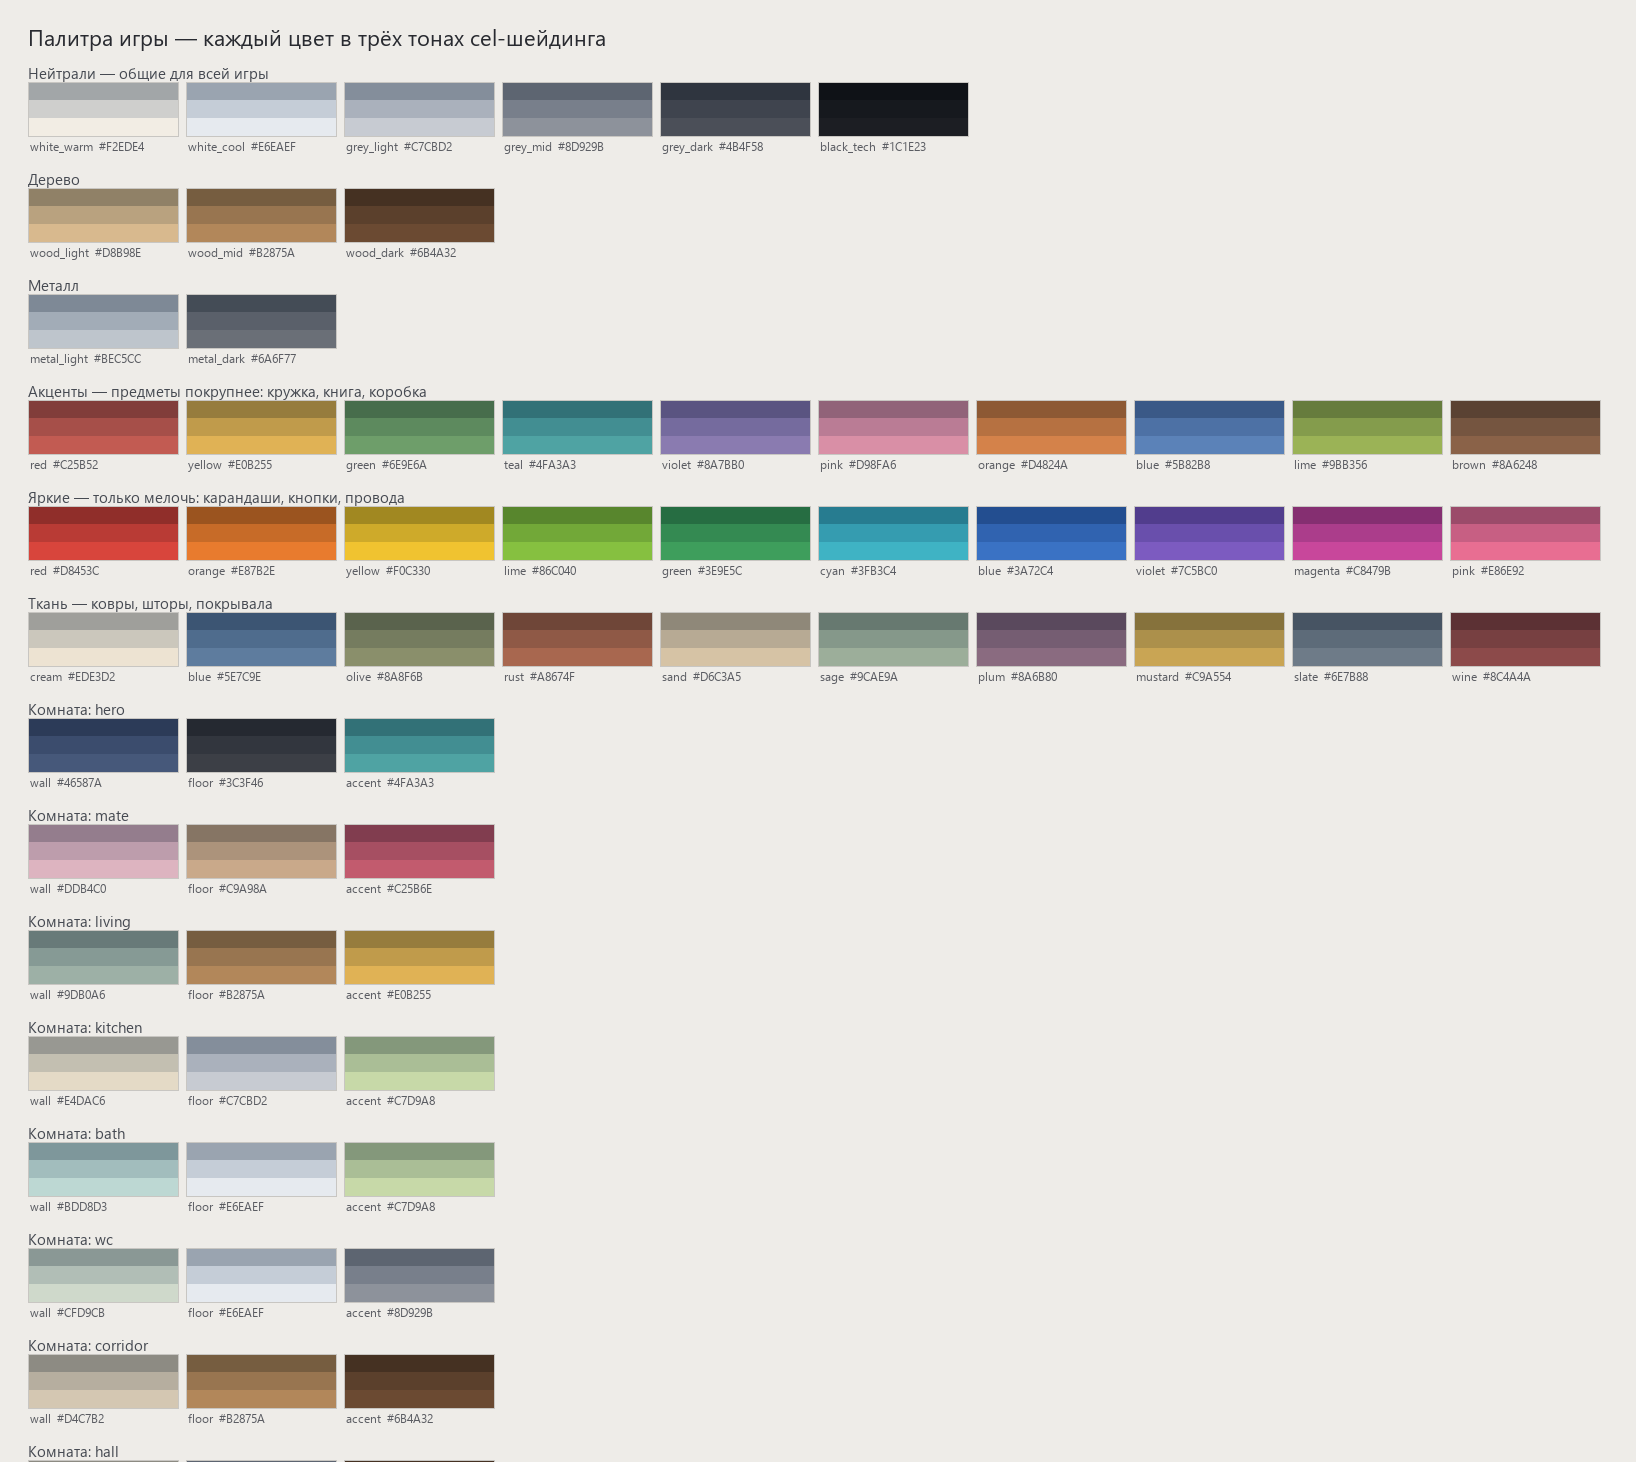 Палитра игры — каждый цвет в трёх тонах cel-шейдинга
Нейтрали — общие для всей игры
white_warm #F2EDE4 white_cool #E6EAEF grey_light #C7CBD2 grey_mid #8D929B grey_dark #4B4F58 black_tech #1C1E23
Дерево
wood_light #D8B98E wood_mid #B2875A wood_dark #6B4A32
Металл
metal_light #BEC5CC metal_dark #6A6F77
Акценты — предметы покрупнее: кружка, книга, коробка
red #C25B52 yellow #E0B255 green #6E9E6A teal #4FA3A3 violet #8A7BB0 pink #D98FA6 orange #D4824A blue #5B82B8 lime #9BB356 brown #8A6248
Яркие — только мелочь: карандаши, кнопки, провода
red #D8453C orange #E87B2E yellow #F0C330 lime #86C040 green #3E9E5C cyan #3FB3C4 blue #3A72C4 violet #7C5BC0 magenta #C8479B pink #E86E92
Ткань — ковры, шторы, покрывала
cream #EDE3D2 blue #5E7C9E olive #8A8F6B rust #A8674F sand #D6C3A5 sage #9CAE9A plum #8A6B80 mustard #C9A554 slate #6E7B88 wine #8C4A4A
Комната: hero
wall #46587A floor #3C3F46 accent #4FA3A3
Комната: mate
wall #DDB4C0 floor #C9A98A accent #C25B6E
Комната: living
wall #9DB0A6 floor #B2875A accent #E0B255
Комната: kitchen
wall #E4DAC6 floor #C7CBD2 accent #C7D9A8
Комната: bath
wall #BDD8D3 floor #E6EAEF accent #C7D9A8
Комната: wc
wall #CFD9CB floor #E6EAEF accent #8D929B
Комната: corridor
wall #D4C7B2 floor #B2875A accent #6B4A32
Комната: hall